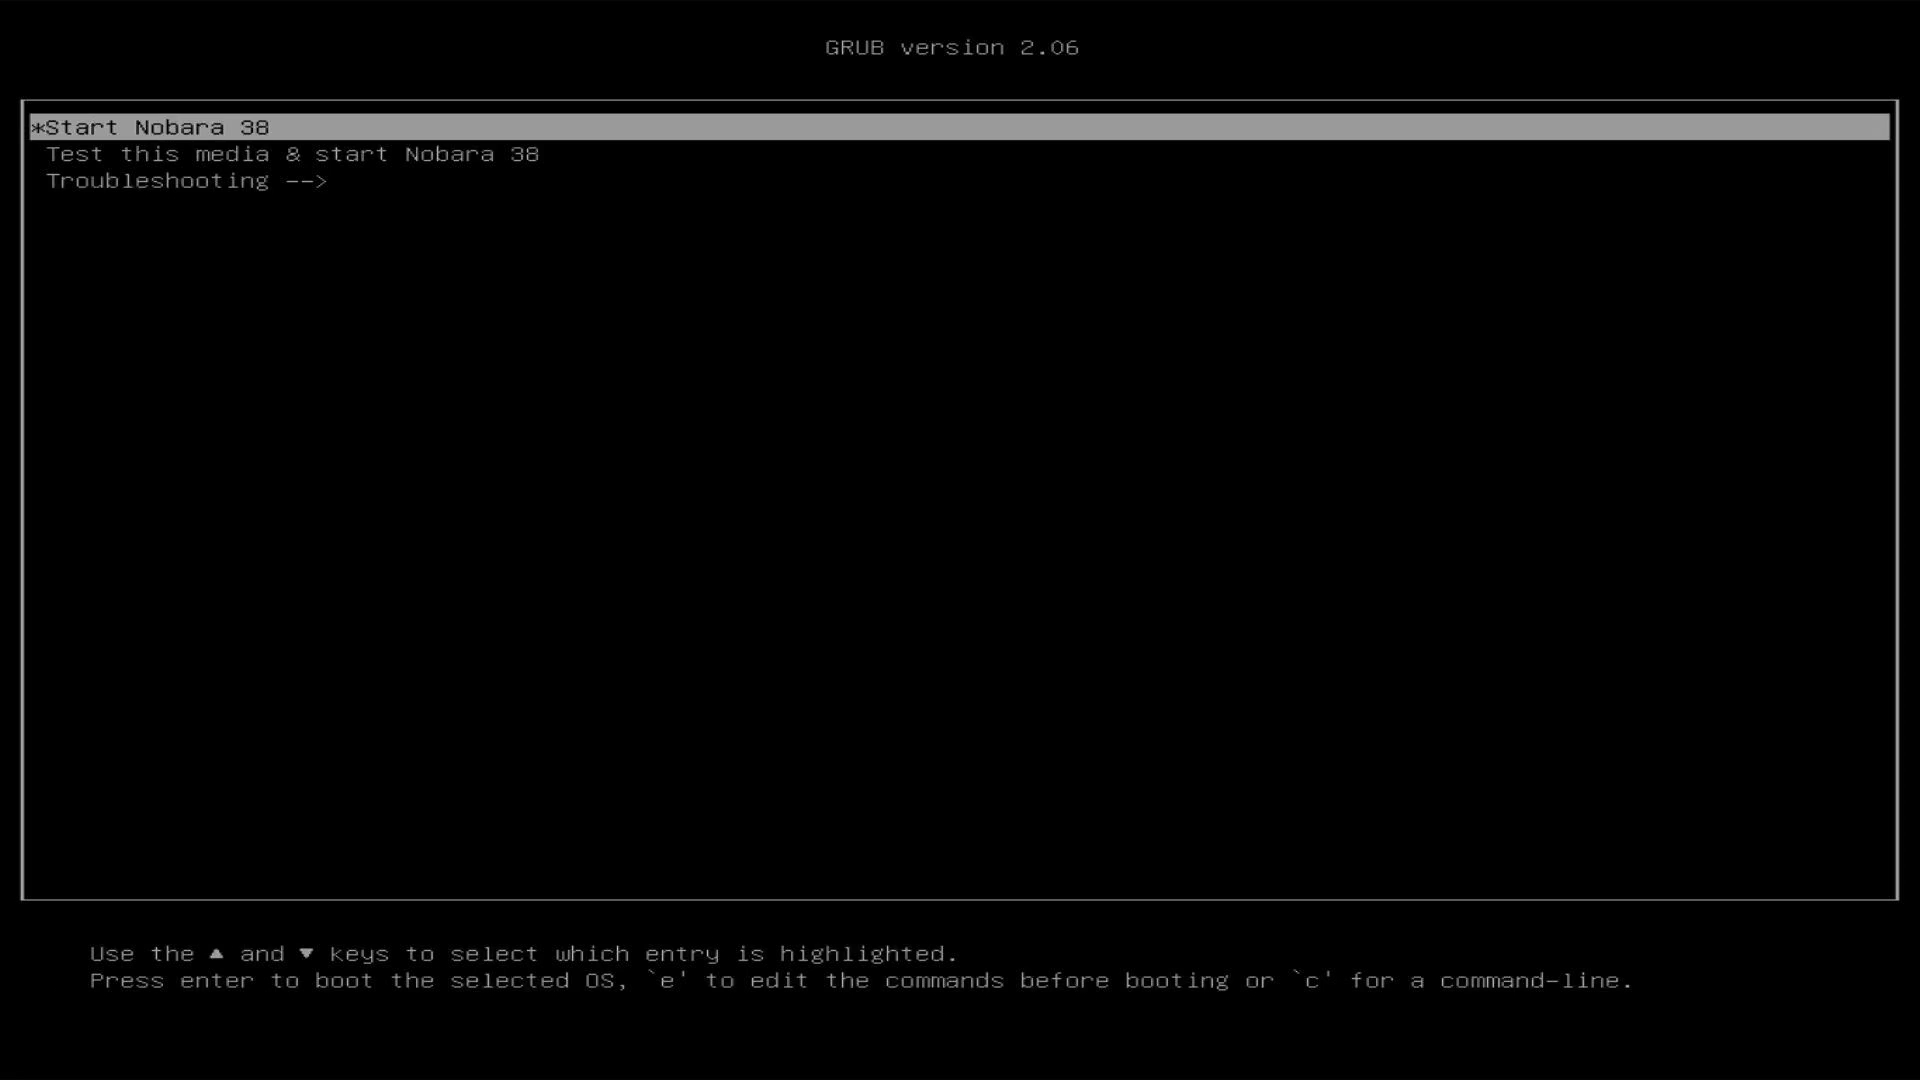 GRUB version 2.06
*Start Nobara 38
Test this media & start Nobara 38
Troubleshooting -->
Use the ▲ and ▼ keys to select which entry is highlighted.
Press enter to boot the selected OS, `e' to edit the commands before booting or `c' for a command-line.